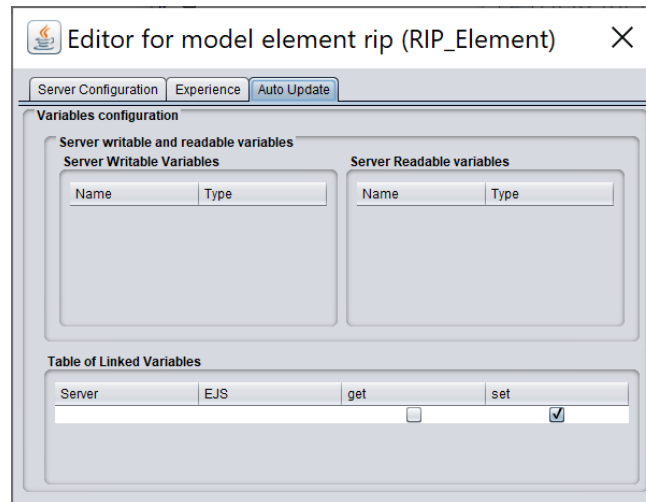 Editor for model element rip (RIP_Element)
Server Configuration Experience Auto Update
Variables configuration
Server writable and readable variables
Server Writable Variables Server Readable variables
Name Type Name Type
Table of Linked Variables
Server EJS get set